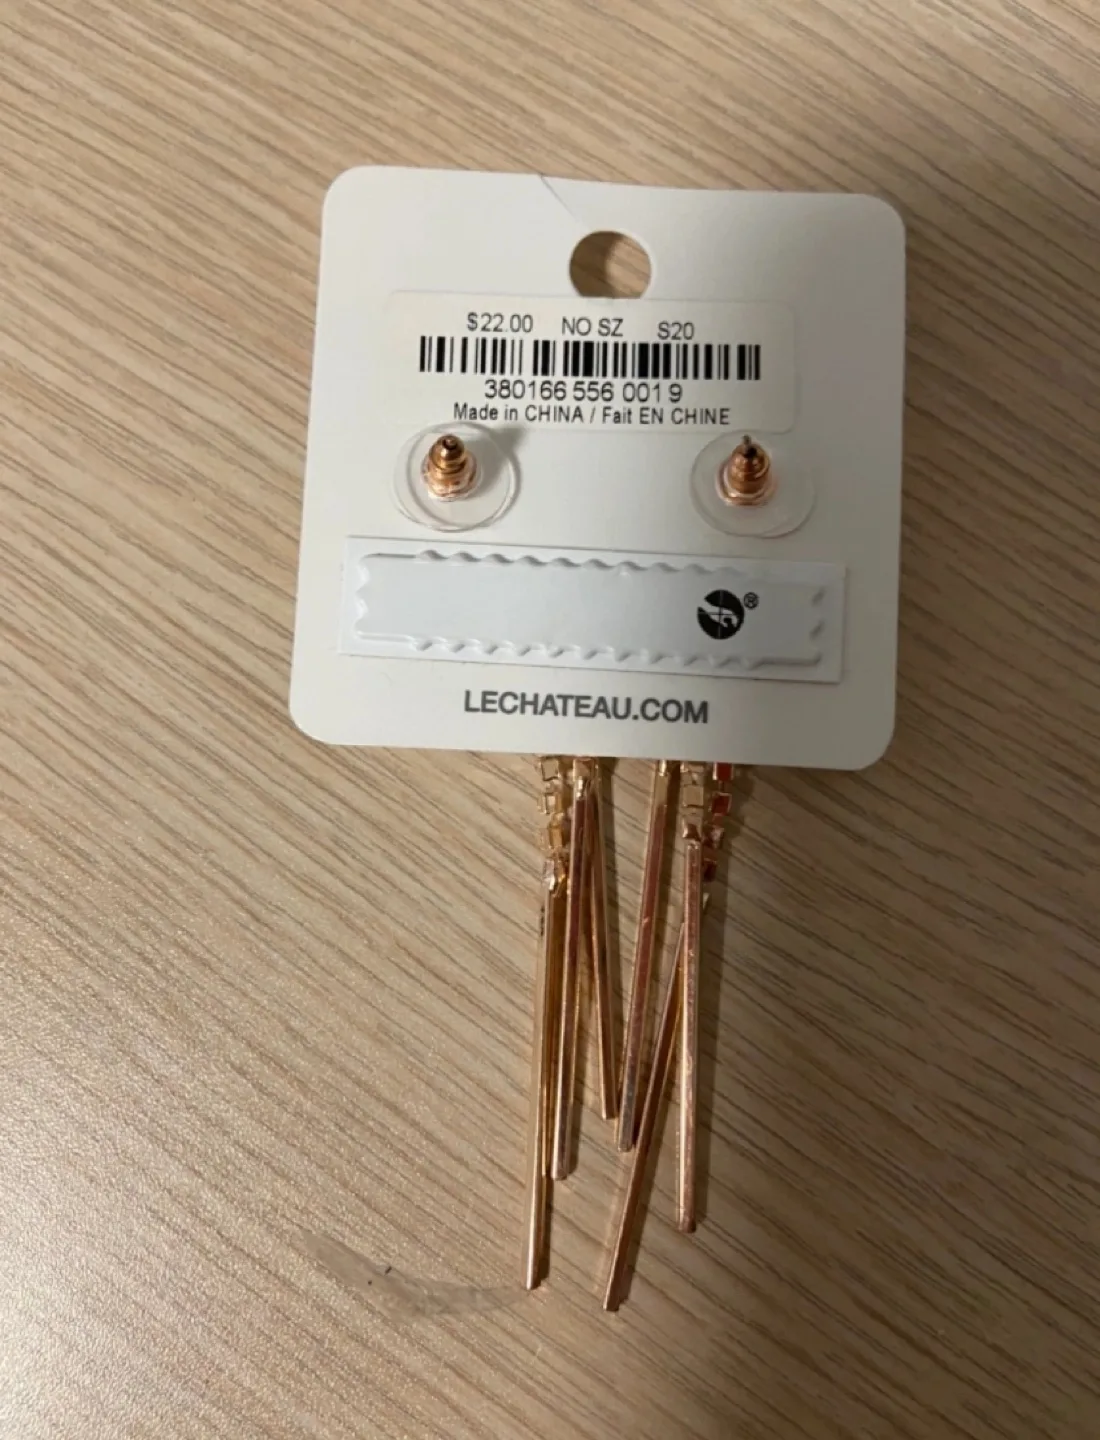 $22.00 NO SZ S20
380166 556 001 9
Made in CHINA / Fait EN CHINE
®
LECHATEAU.COM